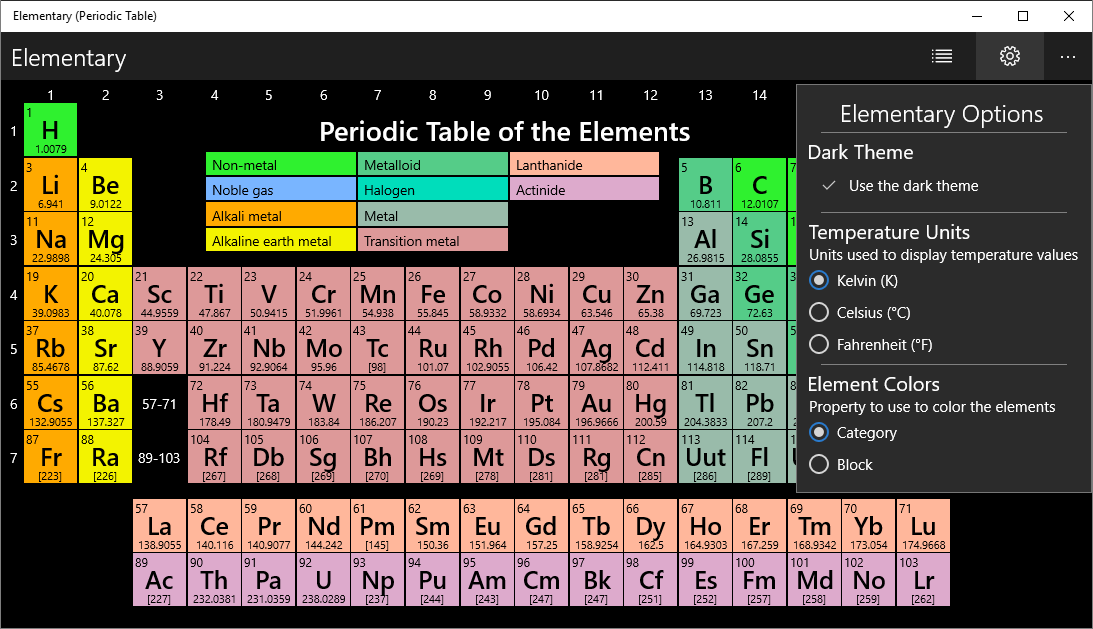 Elementary (Periodic Table)
Elementary
1 2 3 4 5 6 7 8 9 10 11 12 13 14
Periodic Table of the Elements
Non-metal Metalloid Lanthanide
Noble gas Halogen Actinide
Alkali metal Metal
Alkaline earth metal Transition metal
1
1
H
1.0079
2
3 4 5 6 7
Li Be B C
6.941 9.0122 10.811 12.0107
3
11 12 13 14
Na Mg Al Si
22.9898 24.305 26.9815 28.0855
4
19 20 21 22 23 24 25 26 27 28 29 30 31 32
K Ca Sc Ti V Cr Mn Fe Co Ni Cu Zn Ga Ge
39.0983 40.078 44.9559 47.867 50.9415 51.9961 54.938 55.845 58.9332 58.6934 63.546 65.38 69.723 72.63
5
37 38 39 40 41 42 43 44 45 46 47 48 49 50
Rb Sr Y Zr Nb Mo Tc Ru Rh Pd Ag Cd In Sn
85.4678 87.62 88.9059 91.224 92.9064 95.96 [98] 101.07 102.9055 106.42 107.8682 112.411 114.818 118.71
6
55 56 72 73 74 75 76 77 78 79 80 81 82
Cs Ba 57-71 Hf Ta W Re Os Ir Pt Au Hg Tl Pb
132.9055 137.327 178.49 180.9479 183.84 186.207 190.23 192.217 195.084 196.9666 200.59 204.3833 207.2
7
87 88 104 105 106 107 108 109 110 111 112 113 114
Fr Ra 89-103 Rf Db Sg Bh Hs Mt Ds Rg Cn Uut Fl
[223] [226] [267] [268] [269] [270] [269] [278] [281] [281] [285] [286] [289]
57 58 59 60 61 62 63 64 65 66 67 68 69 70 71
La Ce Pr Nd Pm Sm Eu Gd Tb Dy Ho Er Tm Yb Lu
138.9055 140.116 140.9077 144.242 [145] 150.36 151.964 157.25 158.9254 162.5 164.9303 167.259 168.9342 173.054 174.9668
89 90 91 92 93 94 95 96 97 98 99 100 101 102 103
Ac Th Pa U Np Pu Am Cm Bk Cf Es Fm Md No Lr
[227] 232.0381 231.0359 238.0289 [237] [244] [243] [247] [247] [251] [252] [257] [258] [259] [262]
Elementary Options
Dark Theme
Use the dark theme
Temperature Units
Units used to display temperature values
Kelvin (K)
Celsius (°C)
Fahrenheit (°F)
Element Colors
Property to use to color the elements
Category
Block